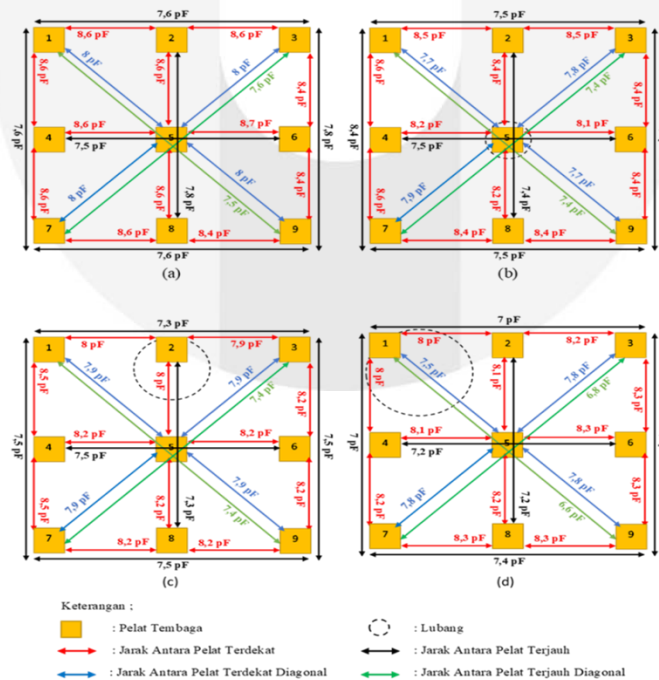 7,6 pF
1 8,6 pF 2 8,6 pF 3
8,6 pF 8 pF 8,6 pF 8 pF 7,6 pF 8,4 pF
7,6 pF 7,8 pF
4 8,6 pF 5 8,7 pF 6
7,5 pF
8,6 pF 8 pF 8,6 pF 7,8 pF 8 pF 7,5 pF 8,4 pF
7 8,6 pF 8 8,4 pF 9
7,6 pF
(a)
7,5 pF
1 8,5 pF 2 8,5 pF 3
8,6 pF 7,7 pF 8,6 pF 7,8 pF 7,4 pF 8,4 pF
8,4 pF
4 8,2 pF 5 8,1 pF 6
7,5 pF
8,6 pF 7,9 pF 8,2 pF 7,4 pF 7,7 pF 7,4 pF 8,4 pF
7 8,4 pF 8 8,4 pF 9
7,5 pF
(b)
7,3 pF
1 8 pF 2 7,9 pF 3
8,5 pF 7,9 pF 8 pF 7,9 pF 7,4 pF 8,2 pF
7,5 pF 7,5 pF
4 8,2 pF 5 8,2 pF 6
7,5 pF
8,5 pF 7,9 pF 8,2 pF 7,3 pF 7,9 pF 7,4 pF 8,2 pF
7 8,2 pF 8 8,2 pF 9
7,5 pF
(c)
7 pF
1 8 pF 2 8,2 pF 3
8 pF 7,5 pF 8,1 pF 7,8 pF 6,8 pF 8,3 pF
7 pF
4 8,1 pF 5 8,3 pF 6
7,2 pF
8,2 pF 7,8 pF 8,2 pF 7,2 pF 7,8 pF 6,6 pF 8,3 pF
7 8,3 pF 8 8,3 pF 9
7,4 pF
(d)
Keterangan ;
: Pelat Tembaga
: Lubang
: Jarak Antara Pelat Terdekat
: Jarak Antara Pelat Terjauh
: Jarak Antara Pelat Terdekat Diagonal
: Jarak Antara Pelat Terjauh Diagonal